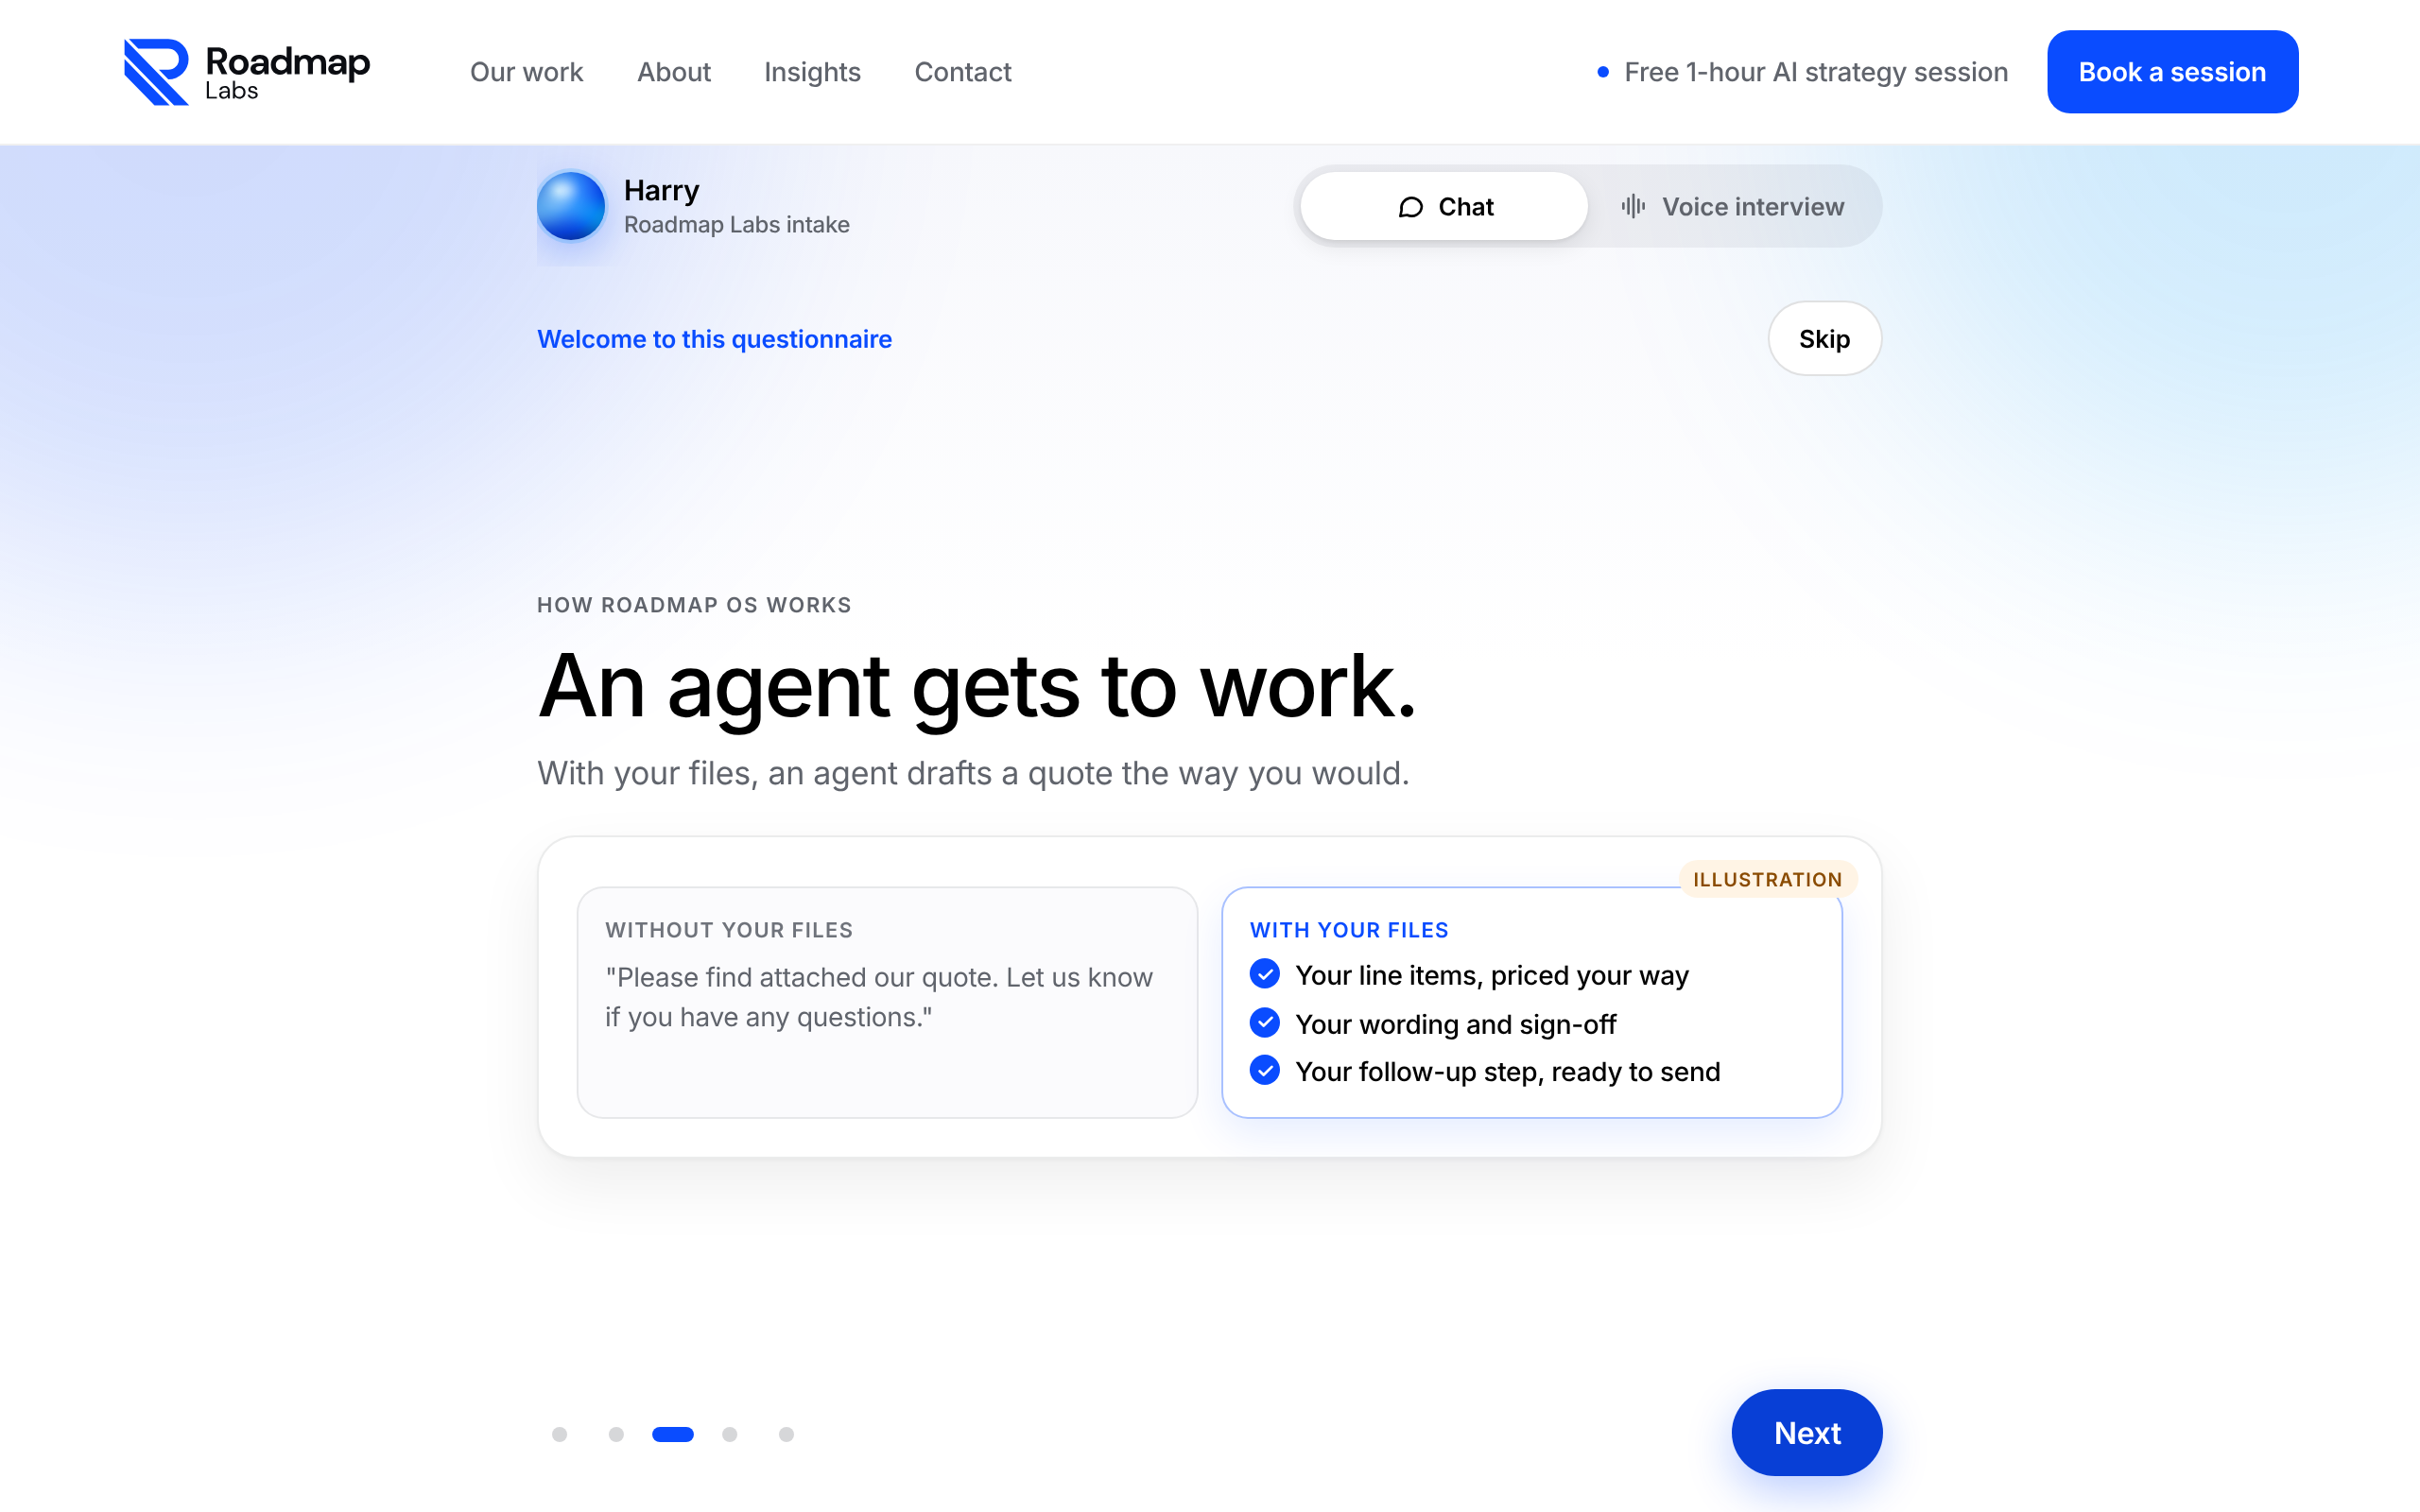 Roadmap
Labs
Our work
About
Insights
Contact
Free 1-hour AI strategy session
Book a session
Harry
Roadmap Labs intake
Chat
Voice interview
Welcome to this questionnaire
Skip
HOW ROADMAP OS WORKS
An agent gets to work.
With your files, an agent drafts a quote the way you would.
ILLUSTRATION
WITHOUT YOUR FILES
"Please find attached our quote. Let us know
if you have any questions."
WITH YOUR FILES
Your line items, priced your way
Your wording and sign-off
Your follow-up step, ready to send
Next